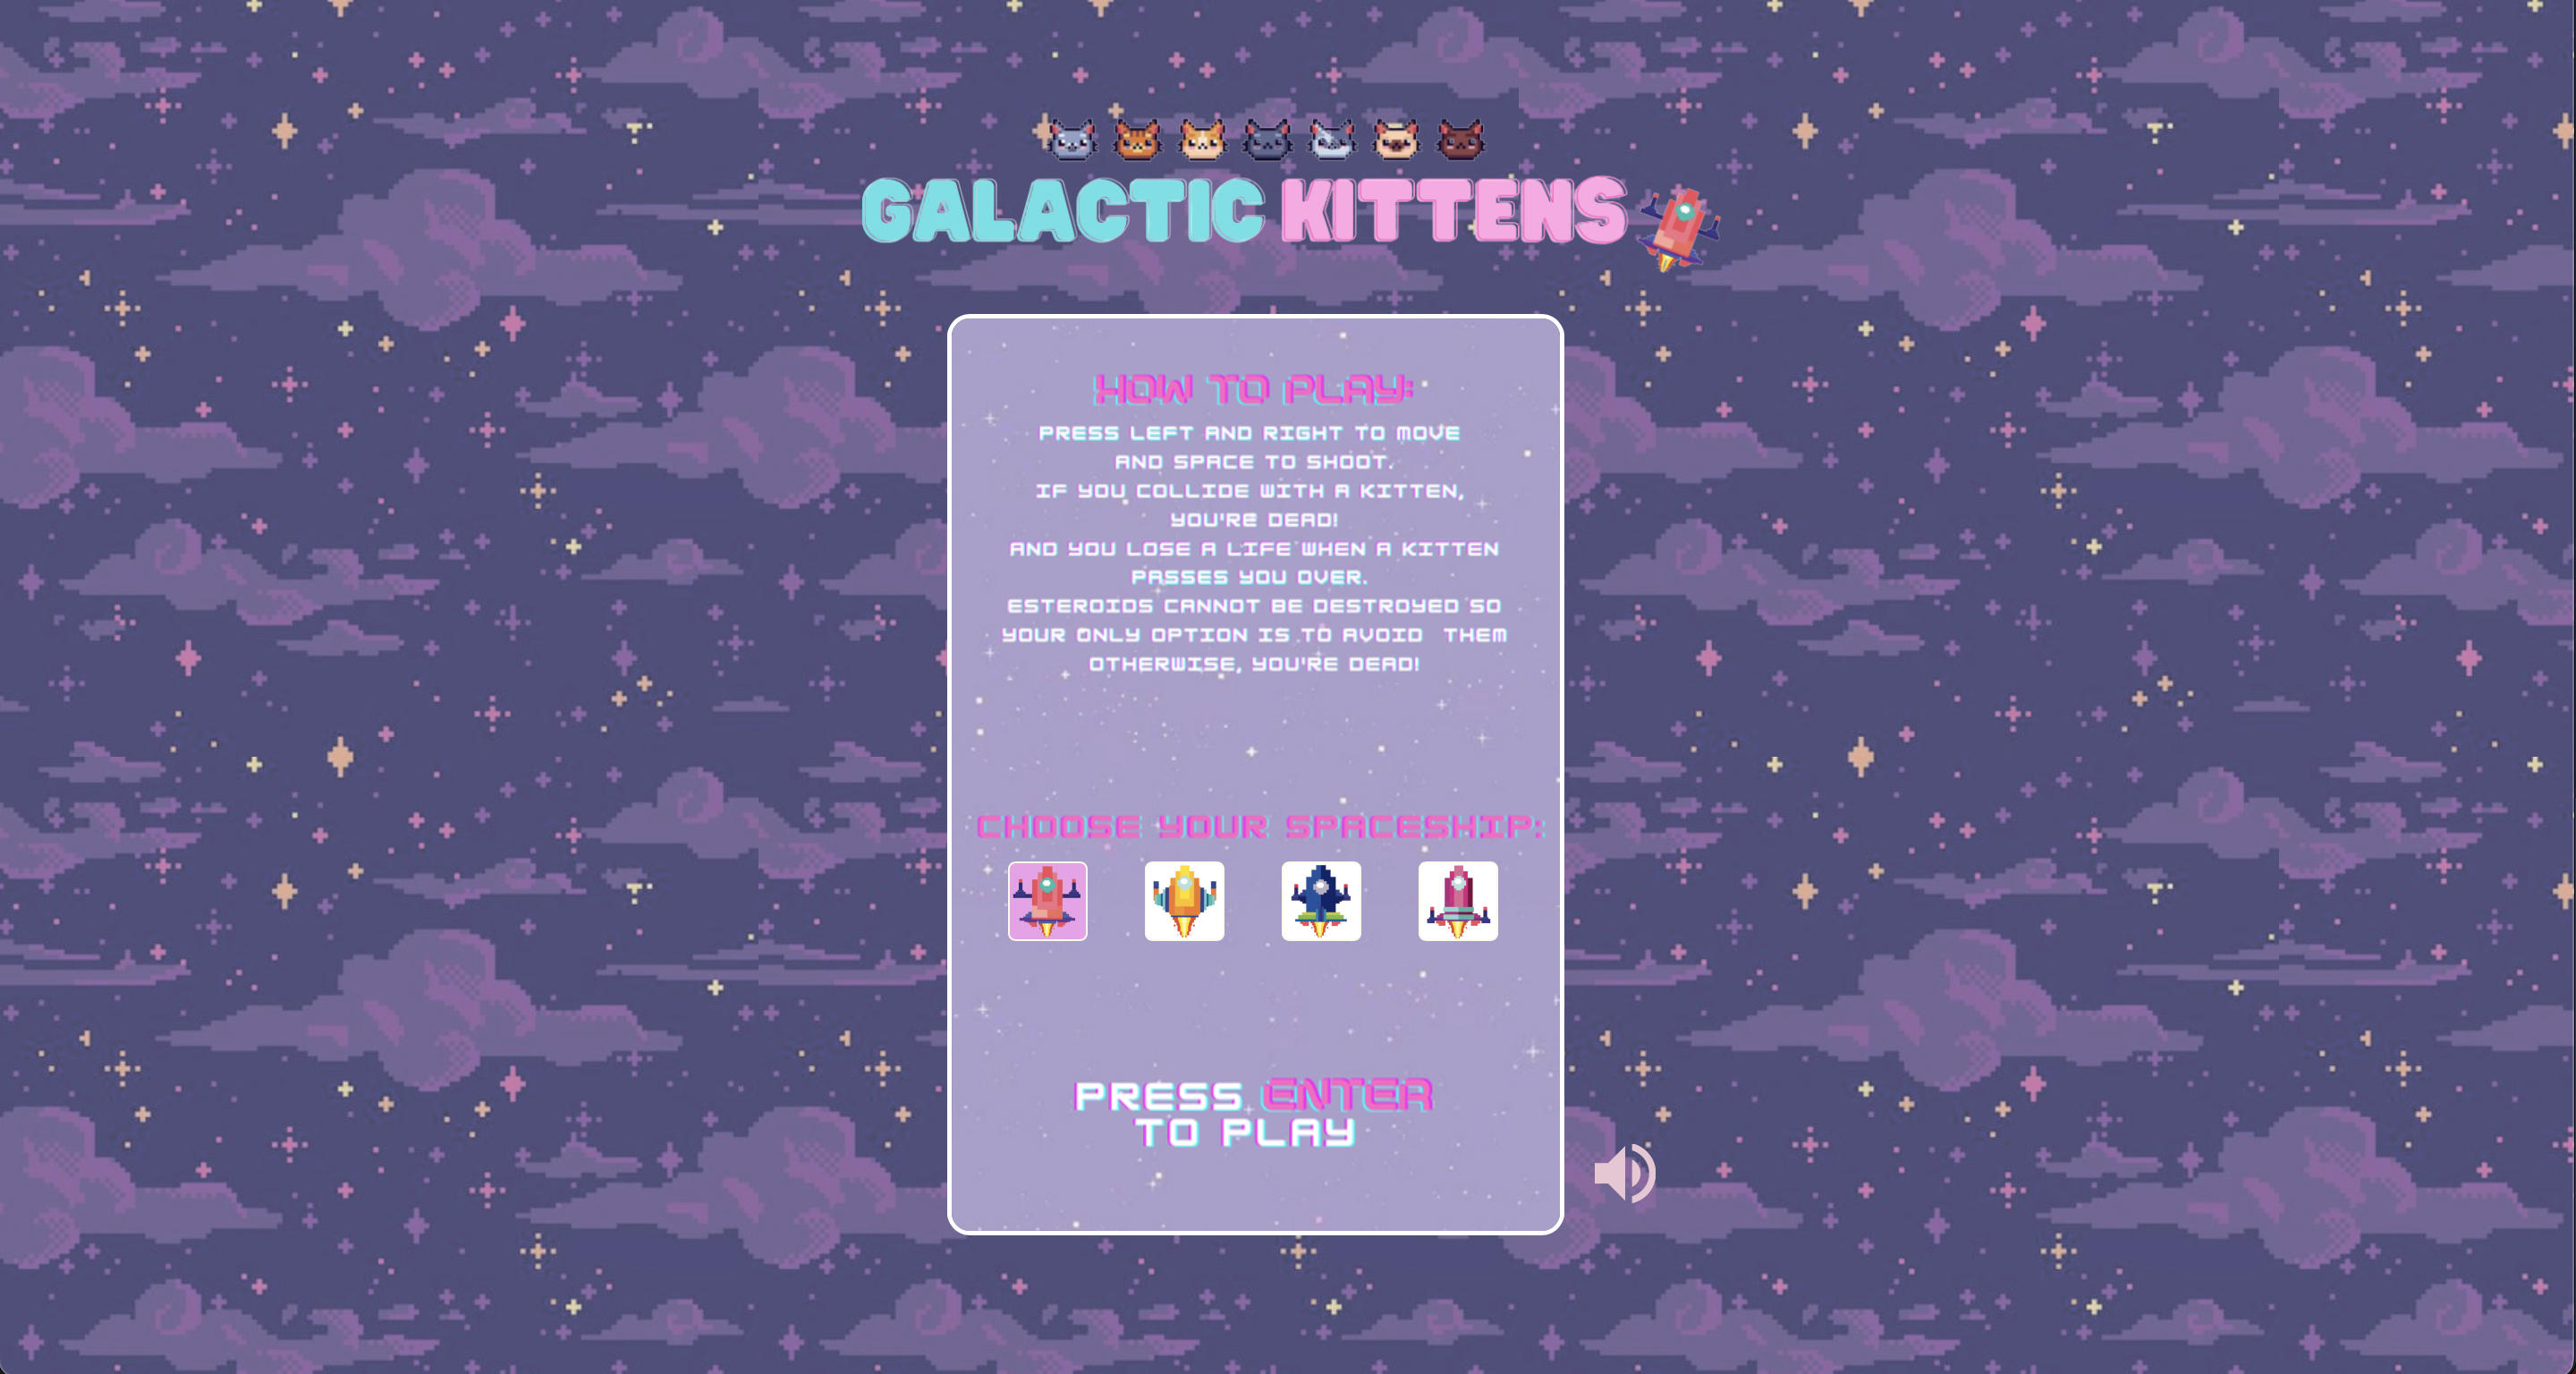 GALACTIC KITTENS
HOW TO PLAY:
PRESS LEFT AND RIGHT TO MOVE
AND SPACE TO SHOOT.
IF YOU COLLIDE WITH A KITTEN,
YOU'RE DEAD!
AND YOU LOSE A LIFE WHEN A KITTEN
PASSES YOU OVER.
ESTEROIDS CANNOT BE DESTROYED SO
YOUR ONLY OPTION IS TO AVOID THEM
OTHERWISE, YOU'RE DEAD!
CHOOSE YOUR SPACESHIP:
PRESS ENTER
TO PLAY